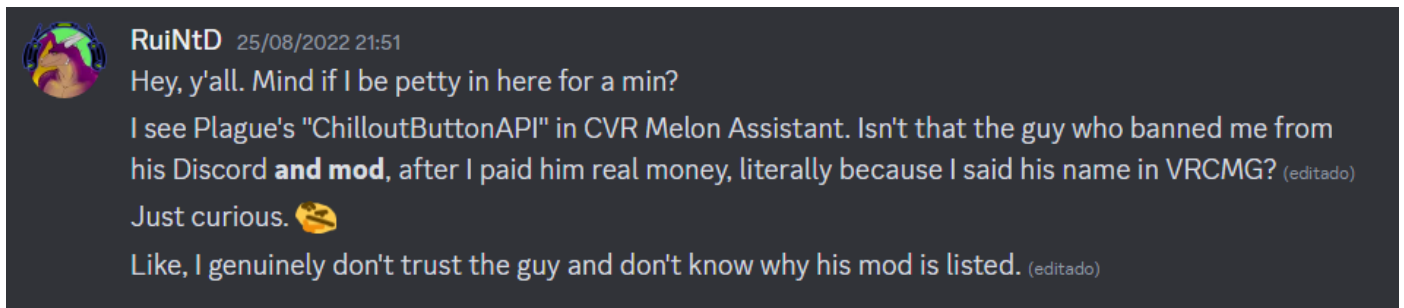 RuiNtD 25/08/2022 21:51
Hey, y'all. Mind if I be petty in here for a min?
I see Plague's "ChilloutButtonAPI" in CVR Melon Assistant. Isn't that the guy who banned me from
his Discord and mod, after I paid him real money, literally because I said his name in VRCMG? (editado)
Just curious.
Like, I genuinely don't trust the guy and don't know why his mod is listed. (editado)